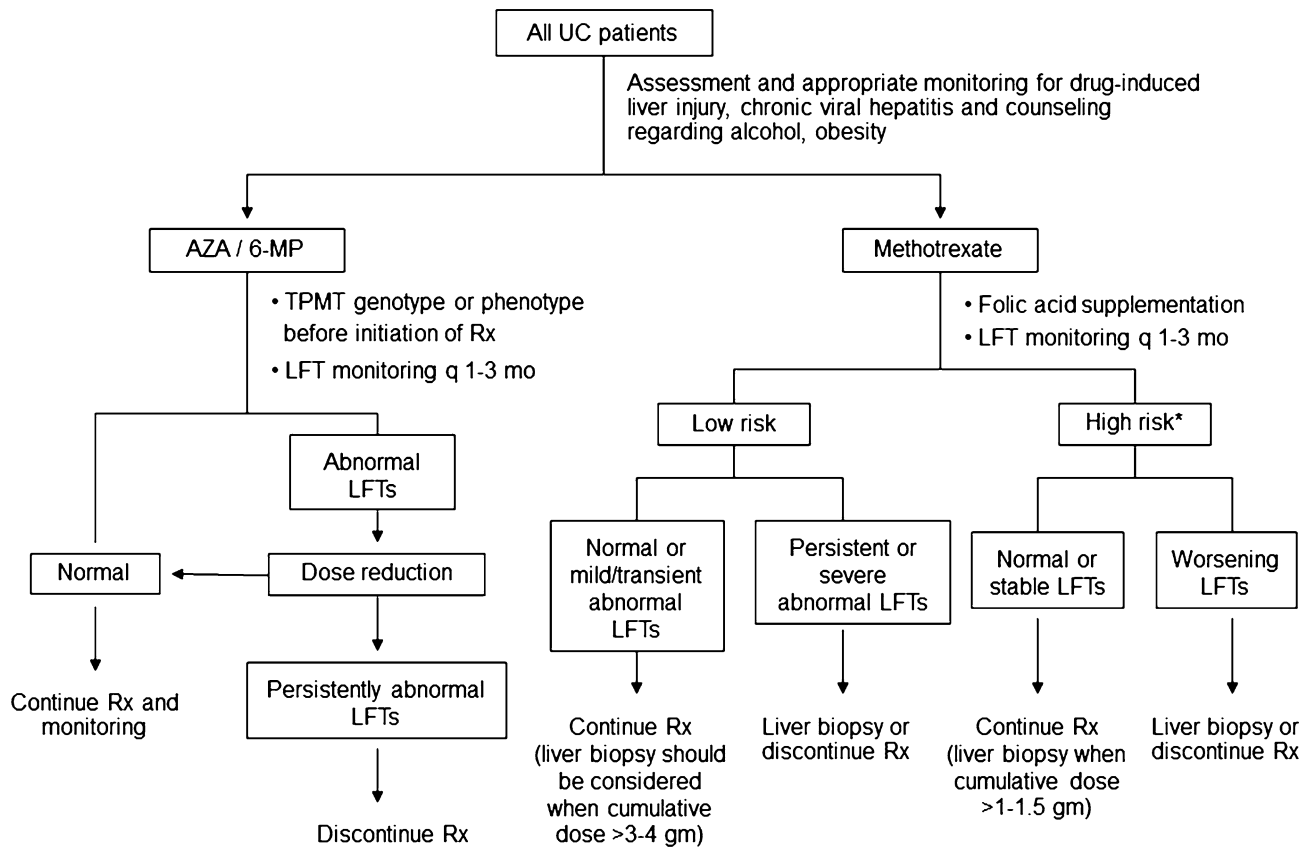 All UC patients
Assessment and appropriate monitoring for drug-induced
liver injury, chronic viral hepatitis and counseling
regarding alcohol, obesity
AZA / 6-MP
• TPMT genotype or phenotype
before initiation of Rx
• LFT monitoring q 1-3 mo
Abnormal
LFTs
Normal
Dose reduction
Continue Rx and
monitoring
Persistently abnormal
LFTs
Discontinue Rx
Methotrexate
• Folic acid supplementation
• LFT monitoring q 1-3 mo
Low risk
Normal or
mild/transient
abnormal
LFTs
Continue Rx
(liver biopsy should
be considered
when cumulative
dose >3-4 gm)
Persistent or
severe
abnormal LFTs
Liver biopsy or
discontinue Rx
High risk*
Normal or
stable LFTs
Continue Rx
(liver biopsy when
cumulative dose
>1-1.5 gm)
Worsening
LFTs
Liver biopsy or
discontinue Rx